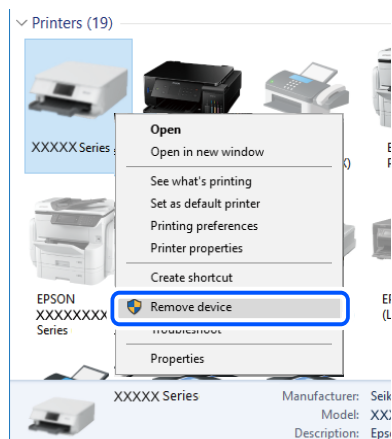 Printers (19)
XXXXX Series
Open
Open in new window
See what's printing
Set as default printer
Printing preferences
Printer properties
Create shortcut
Remove device
Troubleshoot
Properties
EPSON
XXXXXXXX
Series
XXXXX Series
Manufacturer:
Model:
Description: